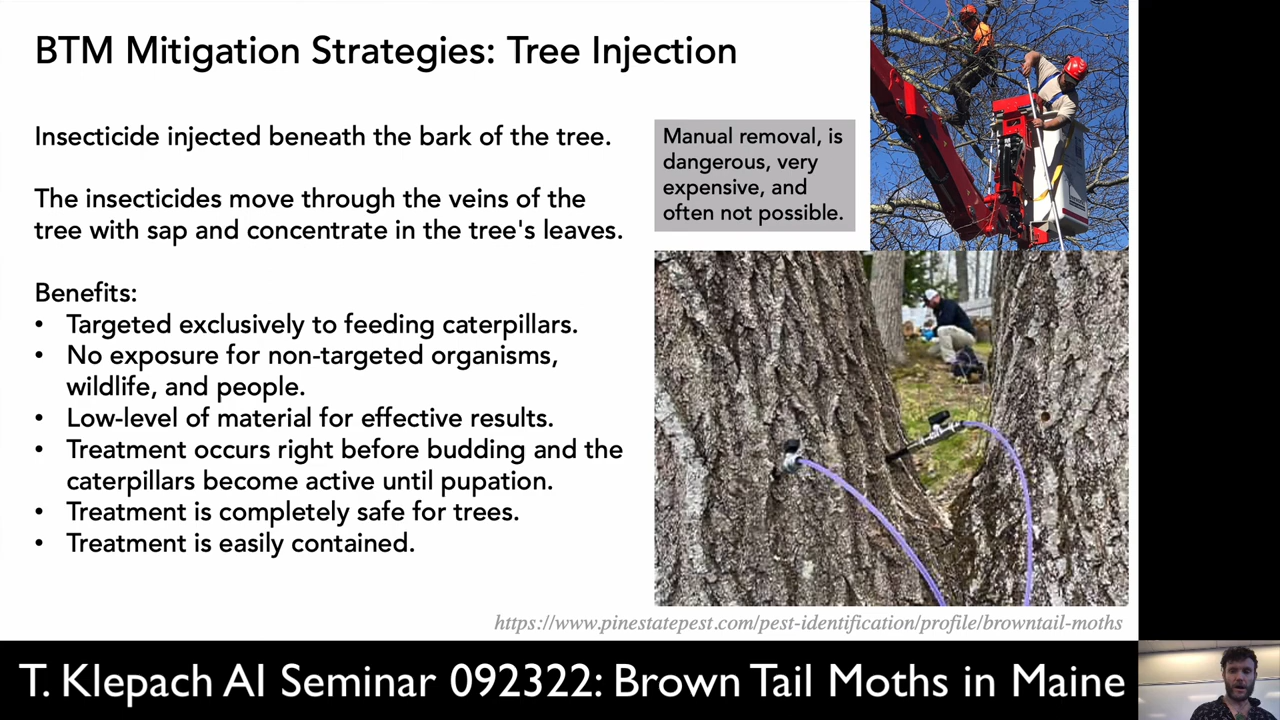 BTM Mitigation Strategies: Tree Injection
Insecticide injected beneath the bark of the tree.
The insecticides move through the veins of the
tree with sap and concentrate in the tree's leaves.
Benefits:
• Targeted exclusively to feeding caterpillars.
• No exposure for non-targeted organisms,
wildlife, and people.
• Low-level of material for effective results.
• Treatment occurs right before budding and the
caterpillars become active until pupation.
• Treatment is completely safe for trees.
• Treatment is easily contained.
Manual removal, is
dangerous, very
expensive, and
often not possible.
https://www.pinestatepest.com/pest-identification/profile/browntail-moths
T. Klepach AI Seminar 092322: Brown Tail Moths in Maine